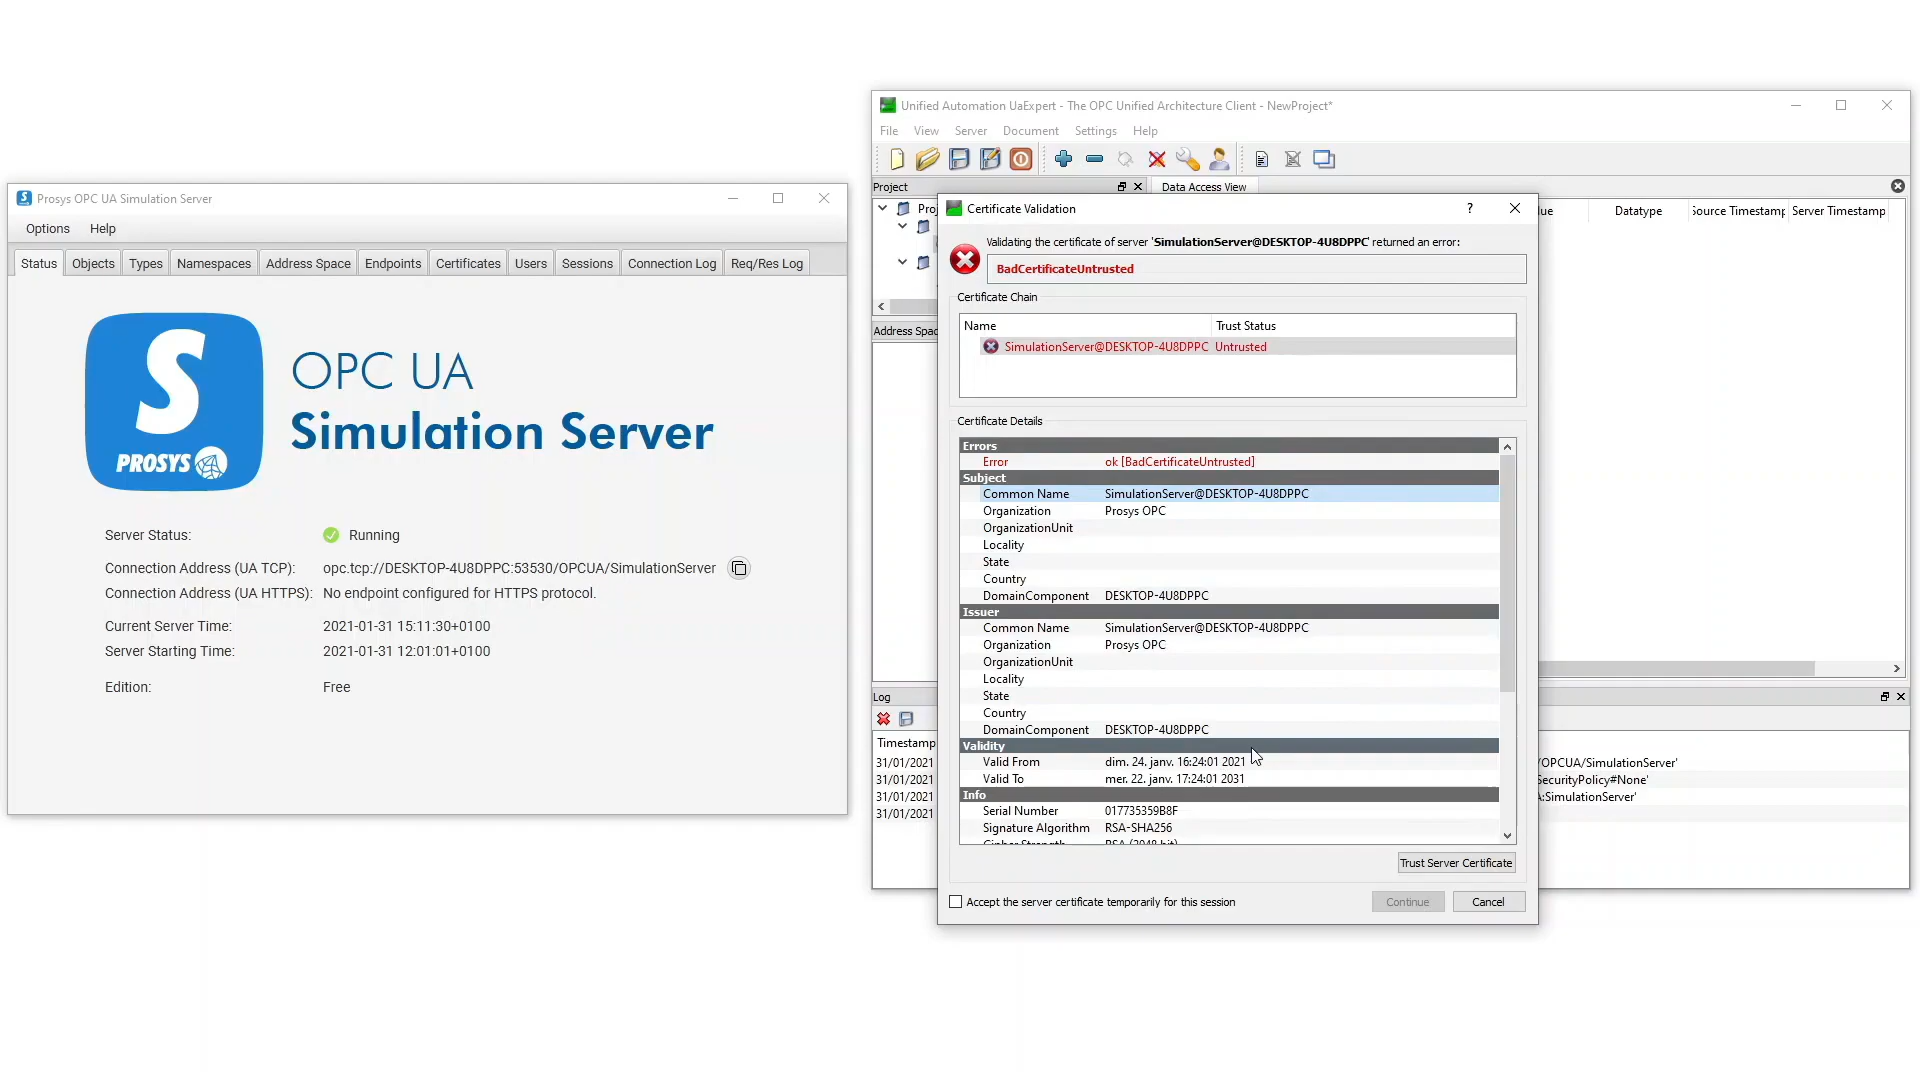 Prosys OPC UA Simulation Server
Options Help
Status Objects Types Namespaces Address Space Endpoints Certificates Users Sessions Connection Log Req/Res Log
S
PROSYS
OPC UA
Simulation Server
Server Status: Running
Connection Address (UA TCP): opc.tcp://DESKTOP-4U8DPPC:53530/OPCUA/SimulationServer
Connection Address (UA HTTPS): No endpoint configured for HTTPS protocol.
Current Server Time: 2021-01-31 15:11:30+0100
Server Starting Time: 2021-01-31 12:01:01+0100
Edition: Free
Unified Automation UaExpert - The OPC Unified Architecture Client - NewProject*
File View Server Document Settings Help
Project
Data Access View
Datatype Source Timestamp Server Timestamp
Log
Timestamp
31/01/2021
31/01/2021
31/01/2021
31/01/2021
/OPCUA/SimulationServer'
SecurityPolicy#None'
:SimulationServer'
Certificate Validation
?
Validating the certificate of server 'SimulationServer@DESKTOP-4U8DPPC' returned an error:
BadCertificateUntrusted
Certificate Chain
Name Trust Status
SimulationServer@DESKTOP-4U8DPPC Untrusted
Certificate Details
Errors
Error ok [BadCertificateUntrusted]
Subject
Common Name SimulationServer@DESKTOP-4U8DPPC
Organization Prosys OPC
OrganizationUnit
Locality
State
Country
DomainComponent DESKTOP-4U8DPPC
Issuer
Common Name SimulationServer@DESKTOP-4U8DPPC
Organization Prosys OPC
OrganizationUnit
Locality
State
Country
DomainComponent DESKTOP-4U8DPPC
Validity
Valid From dim. 24. janv. 16:24:01 2021
Valid To mer. 22. janv. 17:24:01 2031
Info
Serial Number 017735359B8F
Signature Algorithm RSA-SHA256
Cipher Strength RSA (2048 bit)
Trust Server Certificate
Accept the server certificate temporarily for this session
Continue Cancel